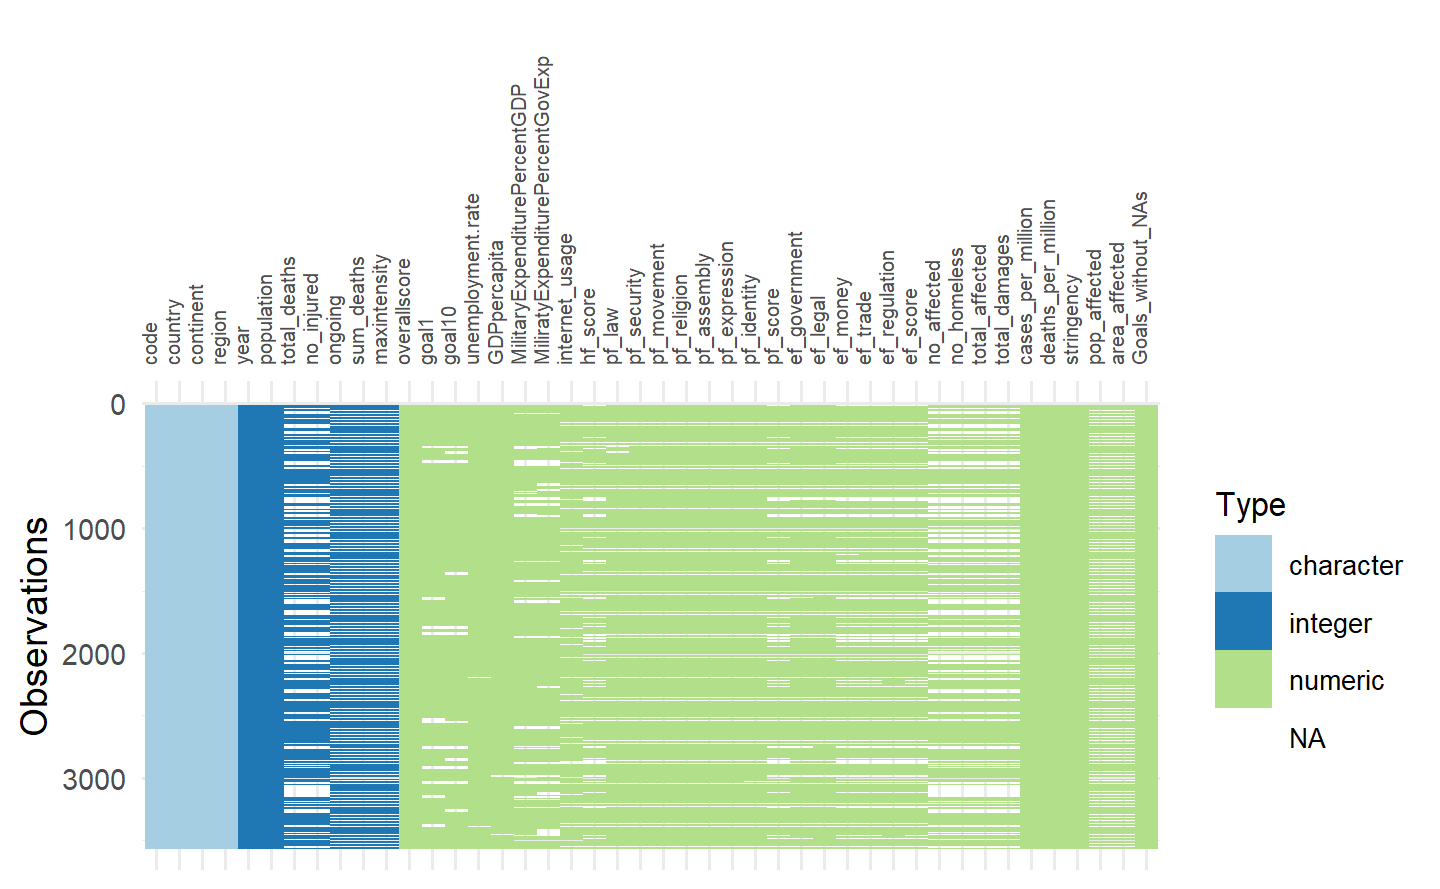 code
country
continent
region
year
population
total_deaths
no_injured
ongoing
sum_deaths
maxintensity
overallscore
goal1
goal10
unemployment.rate
GDPpercapita
MilitaryExpenditurePercentGDP
MiliratyExpenditurePercentGovExp
internet_usage
hf_score
pf_law
pf_security
pf_movement
pf_religion
pf_assembly
pf_expression
pf_identity
pf_score
ef_government
ef_legal
ef_money
ef_trade
ef_regulation
ef_score
no_affected
no_homeless
total_affected
total_damages
cases_per_million
deaths_per_million
stringency
pop_affected
area_affected
Goals_without_NAs
0
1000
2000
3000
Observations
Type
character
integer
numeric
NA